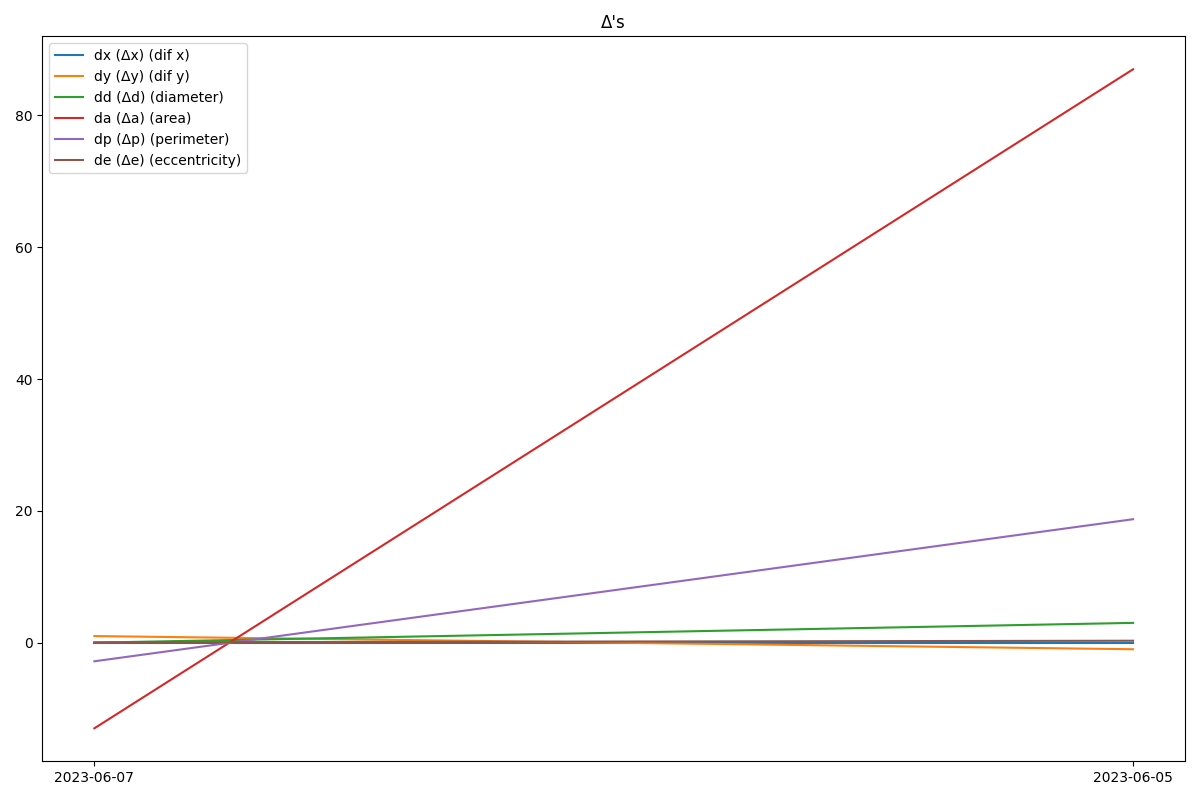 Δ's
dx (Δx) (dif x)
dy (Δy) (dif y)
dd (Δd) (diameter)
da (Δa) (area)
dp (Δp) (perimeter)
de (Δe) (eccentricity)
80
60
40
20
0
2023-06-07 2023-06-05